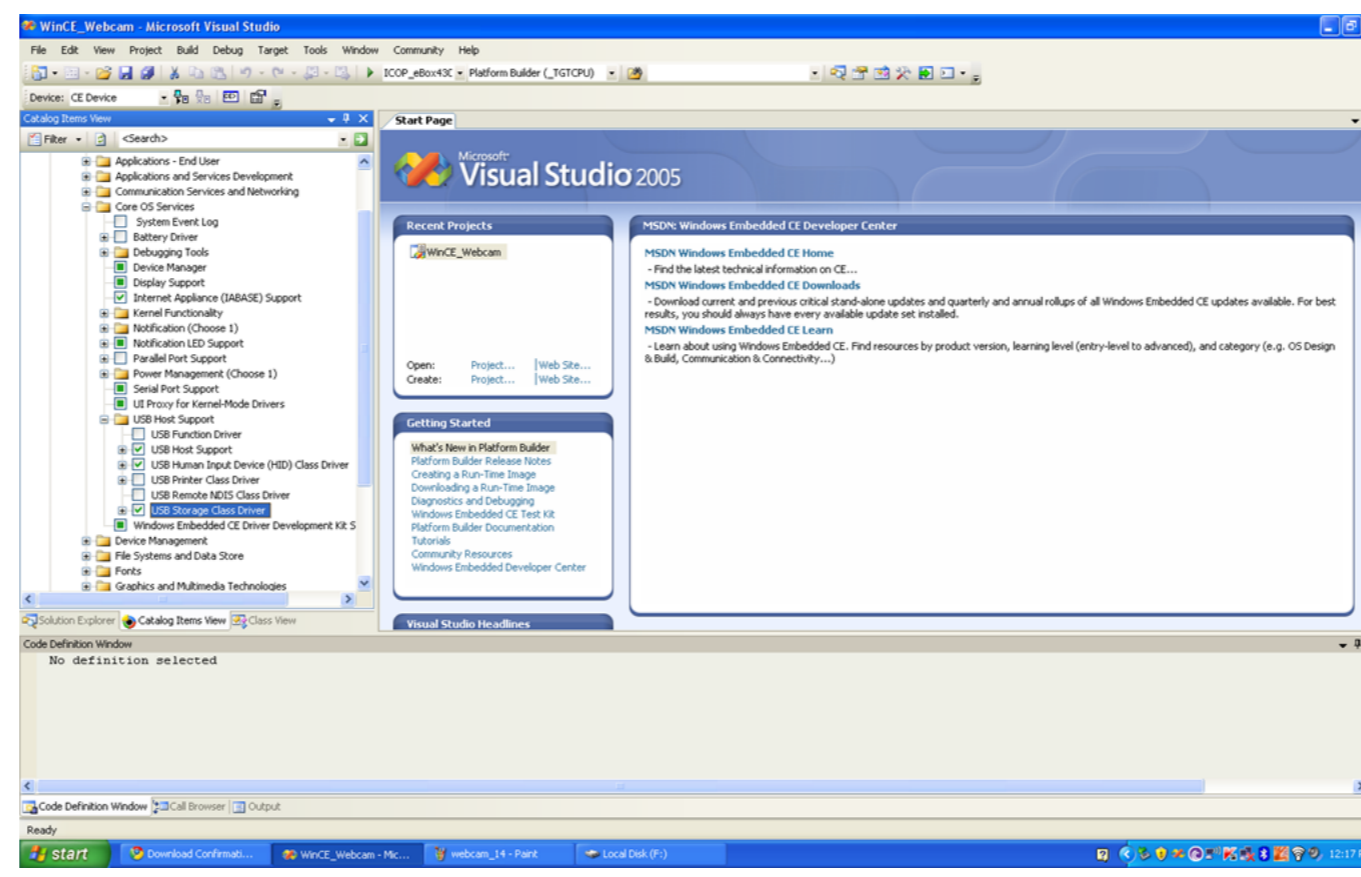 WinCE_Webcam - Microsoft Visual Studio
File Edit View Project Build Debug Target Tools Window Community Help
ICOP_eBox43C Platform Builder (_TGTCPU)
Device: CE Device
Catalog Items View
Filter <Search>
Applications - End User
Applications and Services Development
Communication Services and Networking
Core OS Services
System Event Log
Battery Driver
Debugging Tools
Device Manager
Display Support
Internet Appliance (IABASE) Support
Kernel Functionality
Notification (Choose 1)
Notification LED Support
Parallel Port Support
Power Management (Choose 1)
Serial Port Support
UI Proxy for Kernel-Mode Drivers
USB Host Support
USB Function Driver
USB Host Support
USB Human Input Device (HID) Class Driver
USB Printer Class Driver
USB Remote NDIS Class Driver
USB Storage Class Driver
Windows Embedded CE Driver Development Kit S
Device Management
File Systems and Data Store
Fonts
Graphics and Multimedia Technologies
Solution Explorer Catalog Items View Class View
Start Page
Microsoft
Visual Studio 2005
Recent Projects
WinCE_Webcam
Open: Project... Web Site...
Create: Project... Web Site...
Getting Started
What's New in Platform Builder
Platform Builder Release Notes
Creating a Run-Time Image
Downloading a Run-Time Image
Diagnostics and Debugging
Windows Embedded CE Test Kit
Platform Builder Documentation
Tutorials
Community Resources
Windows Embedded Developer Center
Visual Studio Headlines
MSDN: Windows Embedded CE Developer Center
MSDN Windows Embedded CE Home
- Find the latest technical information on CE...
MSDN Windows Embedded CE Downloads
- Download current and previous critical stand-alone updates and quarterly and annual rollups of all Windows Embedded CE updates available. For best
results, you should always have every available update set installed.
MSDN Windows Embedded CE Learn
- Learn about using Windows Embedded CE. Find resources by product version, learning level (entry-level to advanced), and category (e.g. OS Design
& Build, Communication & Connectivity...)
Code Definition Window
No definition selected
Code Definition Window Call Browser Output
Ready
start Download Confirmati... WinCE_Webcam - Mic... webcam_14 - Paint Local Disk (F:) 12:17